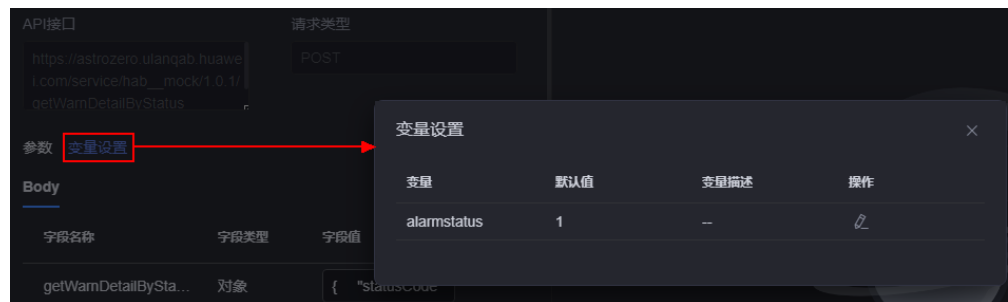 API接口
请求类型
https://astrozero.ulanqab.huawe
i.com/service/hab__mock/1.0.1/
getWarnDetailByStatus
POST
变量设置
参数 变量设置
变量 默认值 变量描述 操作
Body
alarmstatus 1 --
字段名称 字段类型 字段值
getWarnDetailBySta... 对象 { "statusCode"